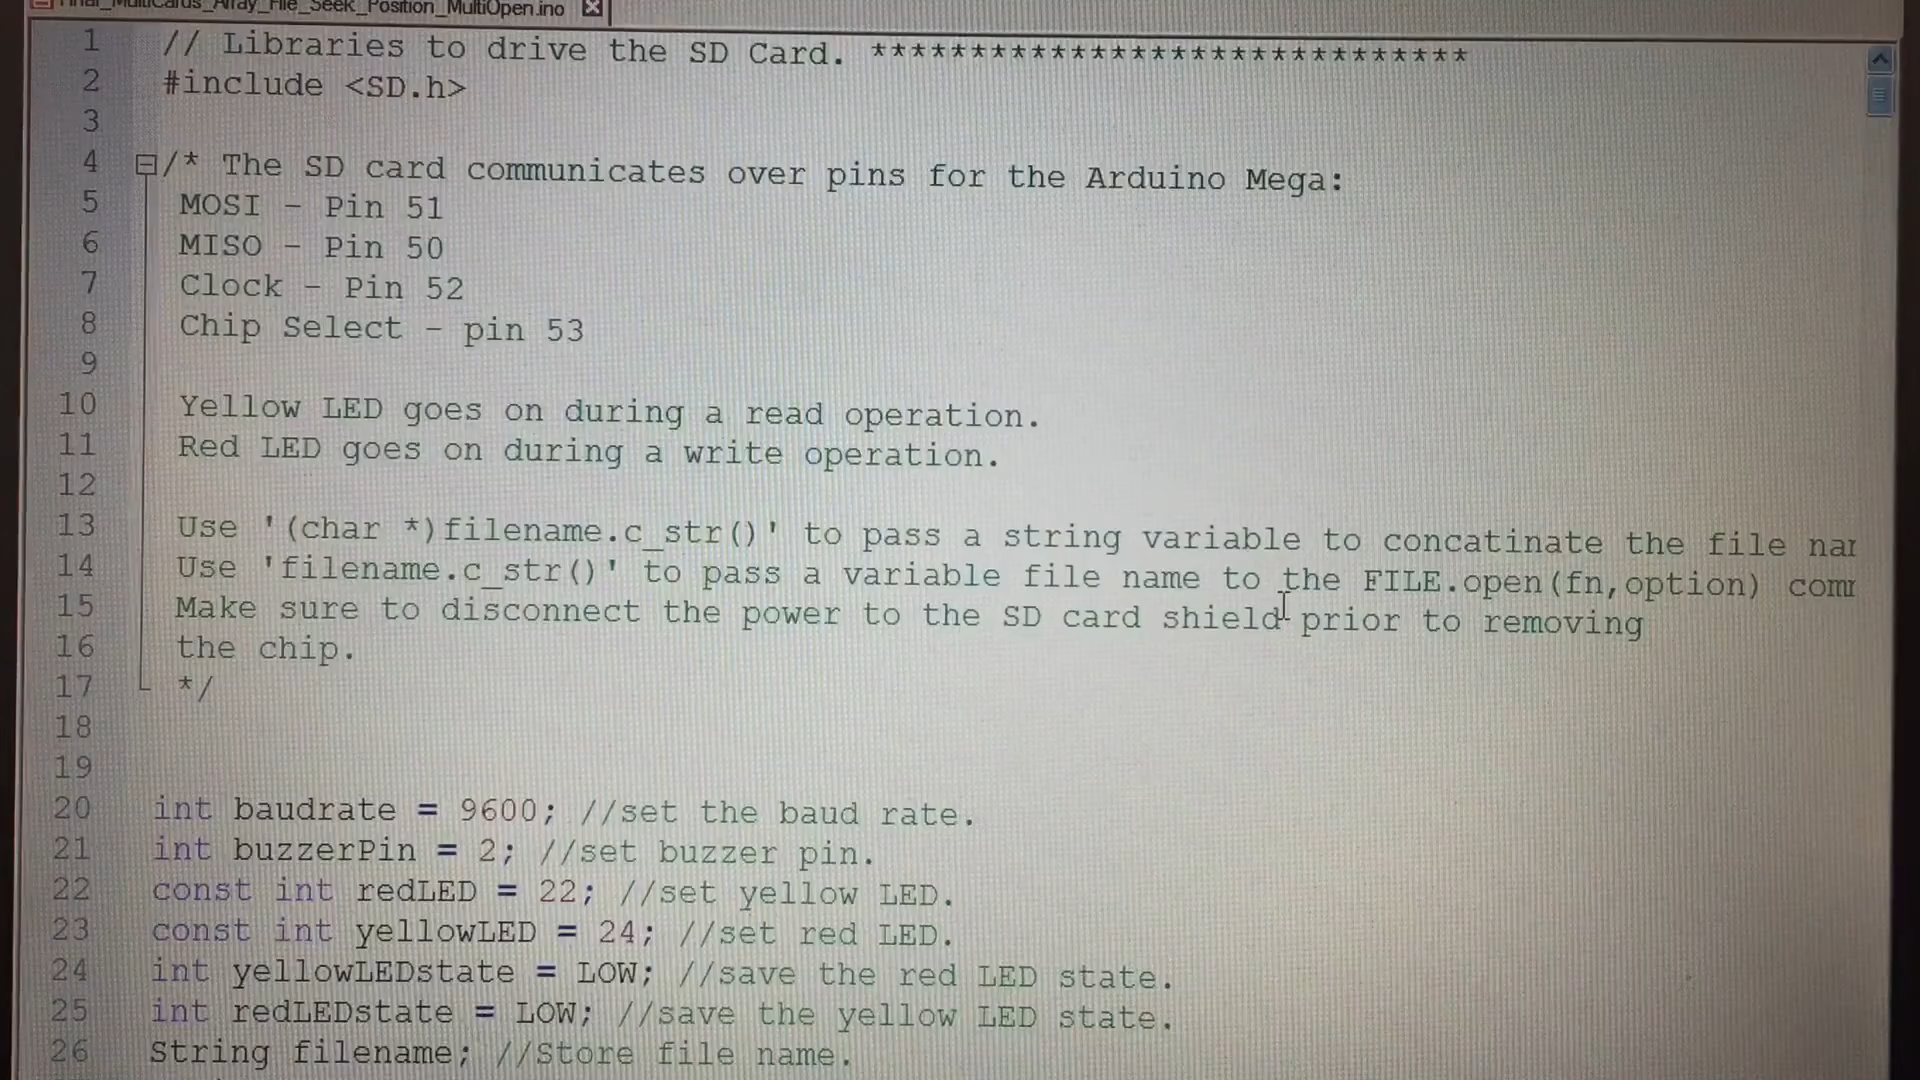 Final_MultiCards_Array_File_Seek_Position_MultiOpen.ino
1 // Libraries to drive the SD Card. ******************************
2 #include <SD.h>
3
4 /* The SD card communicates over pins for the Arduino Mega:
5 MOSI - Pin 51
6 MISO - Pin 50
7 Clock - Pin 52
8 Chip Select - pin 53
9
10 Yellow LED goes on during a read operation.
11 Red LED goes on during a write operation.
12
13 Use '(char *)filename.c_str()' to pass a string variable to concatinate the file
14 Use 'filename.c_str()' to pass a variable file name to the FILE.open(fn,option)
15 Make sure to disconnect the power to the SD card shield prior to removing
16 the chip.
17 */
18
19
20 int baudrate = 9600; //set the baud rate.
21 int buzzerPin = 2; //set buzzer pin.
22 const int redLED = 22; //set yellow LED.
23 const int yellowLED = 24; //set red LED.
24 int yellowLEDstate = LOW; //save the red LED state.
25 int redLEDstate = LOW; //save the yellow LED state.
26 String filename; //Store file name.